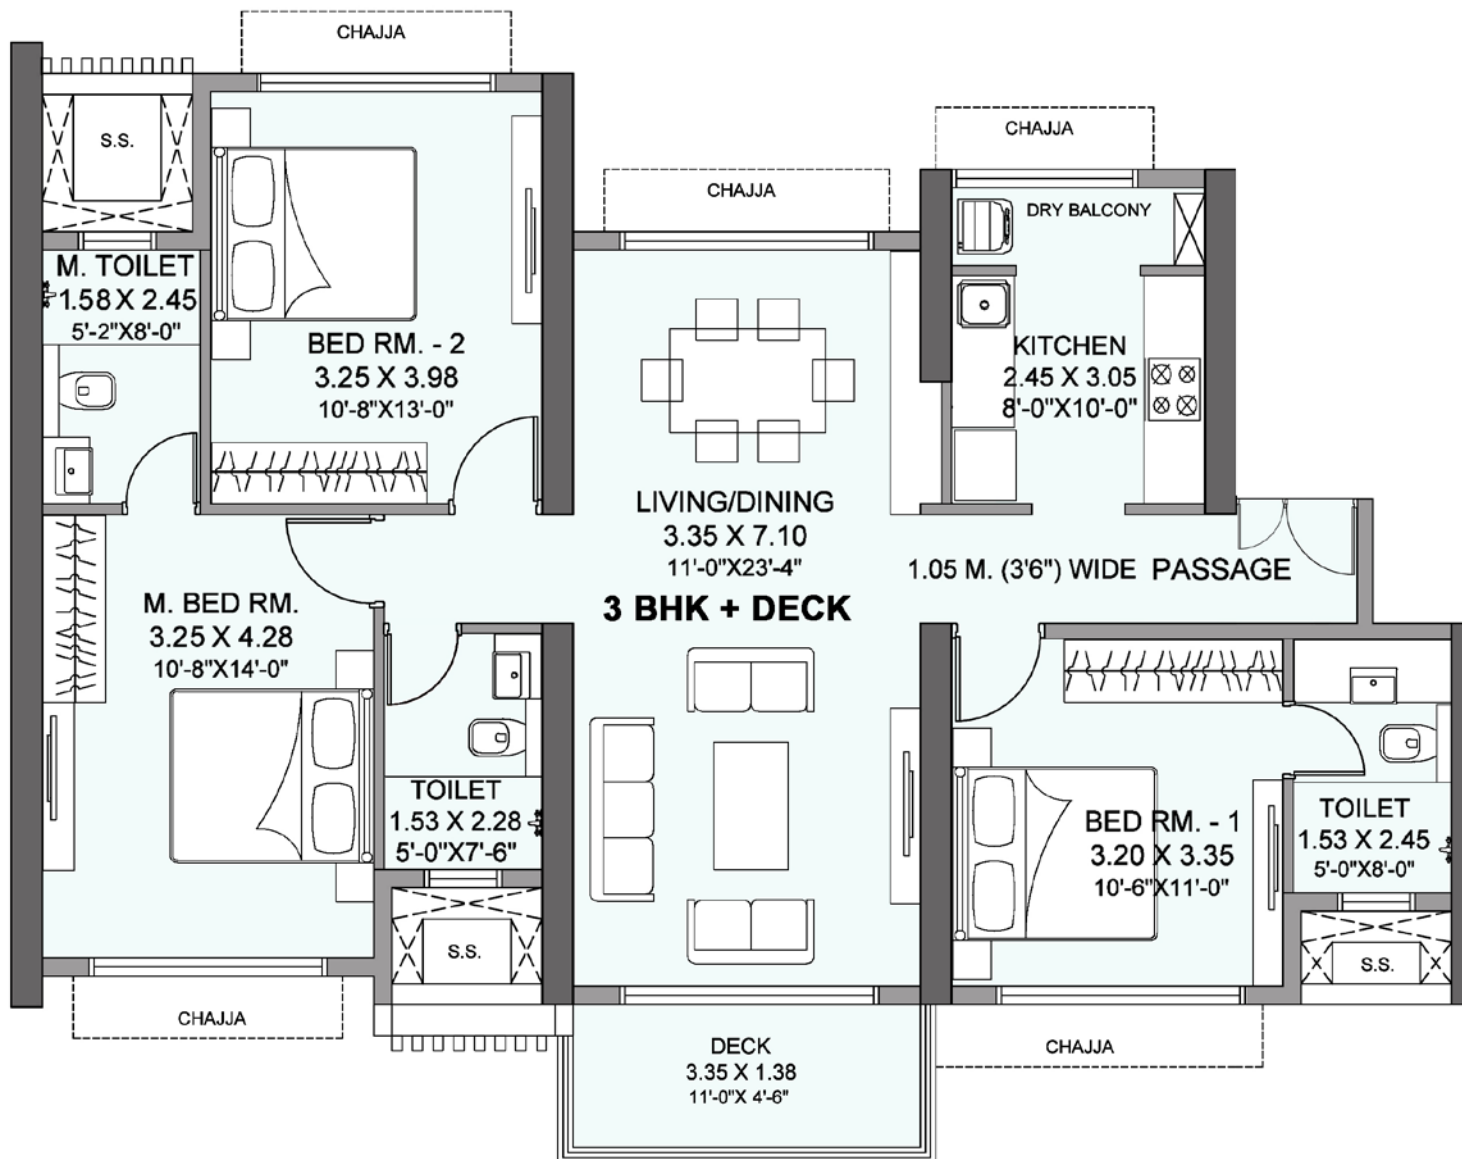 CHAJJA
S.S.
CHAJJA
DRY BALCONY
CHAJJA
M. TOILET
1.58 X 2.45
5'-2"X8'-0"
BED RM. - 2
3.25 X 3.98
10'-8"X13'-0"
KITCHEN
2.45 X 3.05
8'-0"X10'-0"
LIVING/DINING
3.35 X 7.10
11'-0"X23'-4"
3 BHK + DECK
1.05 M. (3'6") WIDE PASSAGE
M. BED RM.
3.25 X 4.28
10'-8"X14'-0"
TOILET
1.53 X 2.28
5'-0"X7'-6"
BED RM. - 1
3.20 X 3.35
10'-6"X11'-0"
TOILET
1.53 X 2.45
5'-0"X8'-0"
S.S.
X S.S. X
CHAJJA
DECK
3.35 X 1.38
11'-0"X 4'-6"
CHAJJA